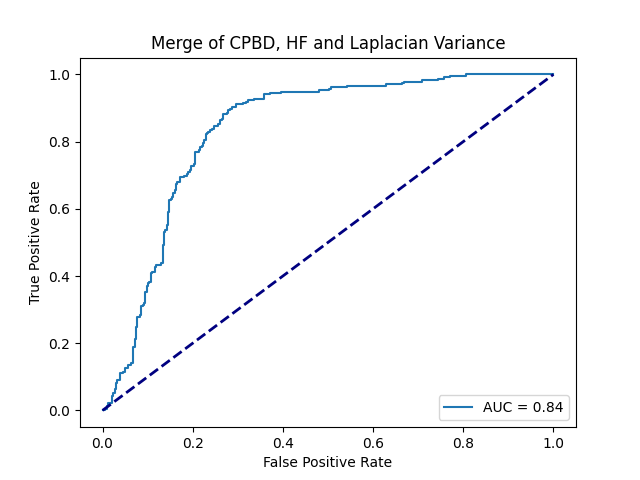 Merge of CPBD, HF and Laplacian Variance
1.0
0.8
0.6
0.4
0.2
0.0
True Positive Rate
AUC = 0.84
0.0 0.2 0.4 0.6 0.8 1.0
False Positive Rate